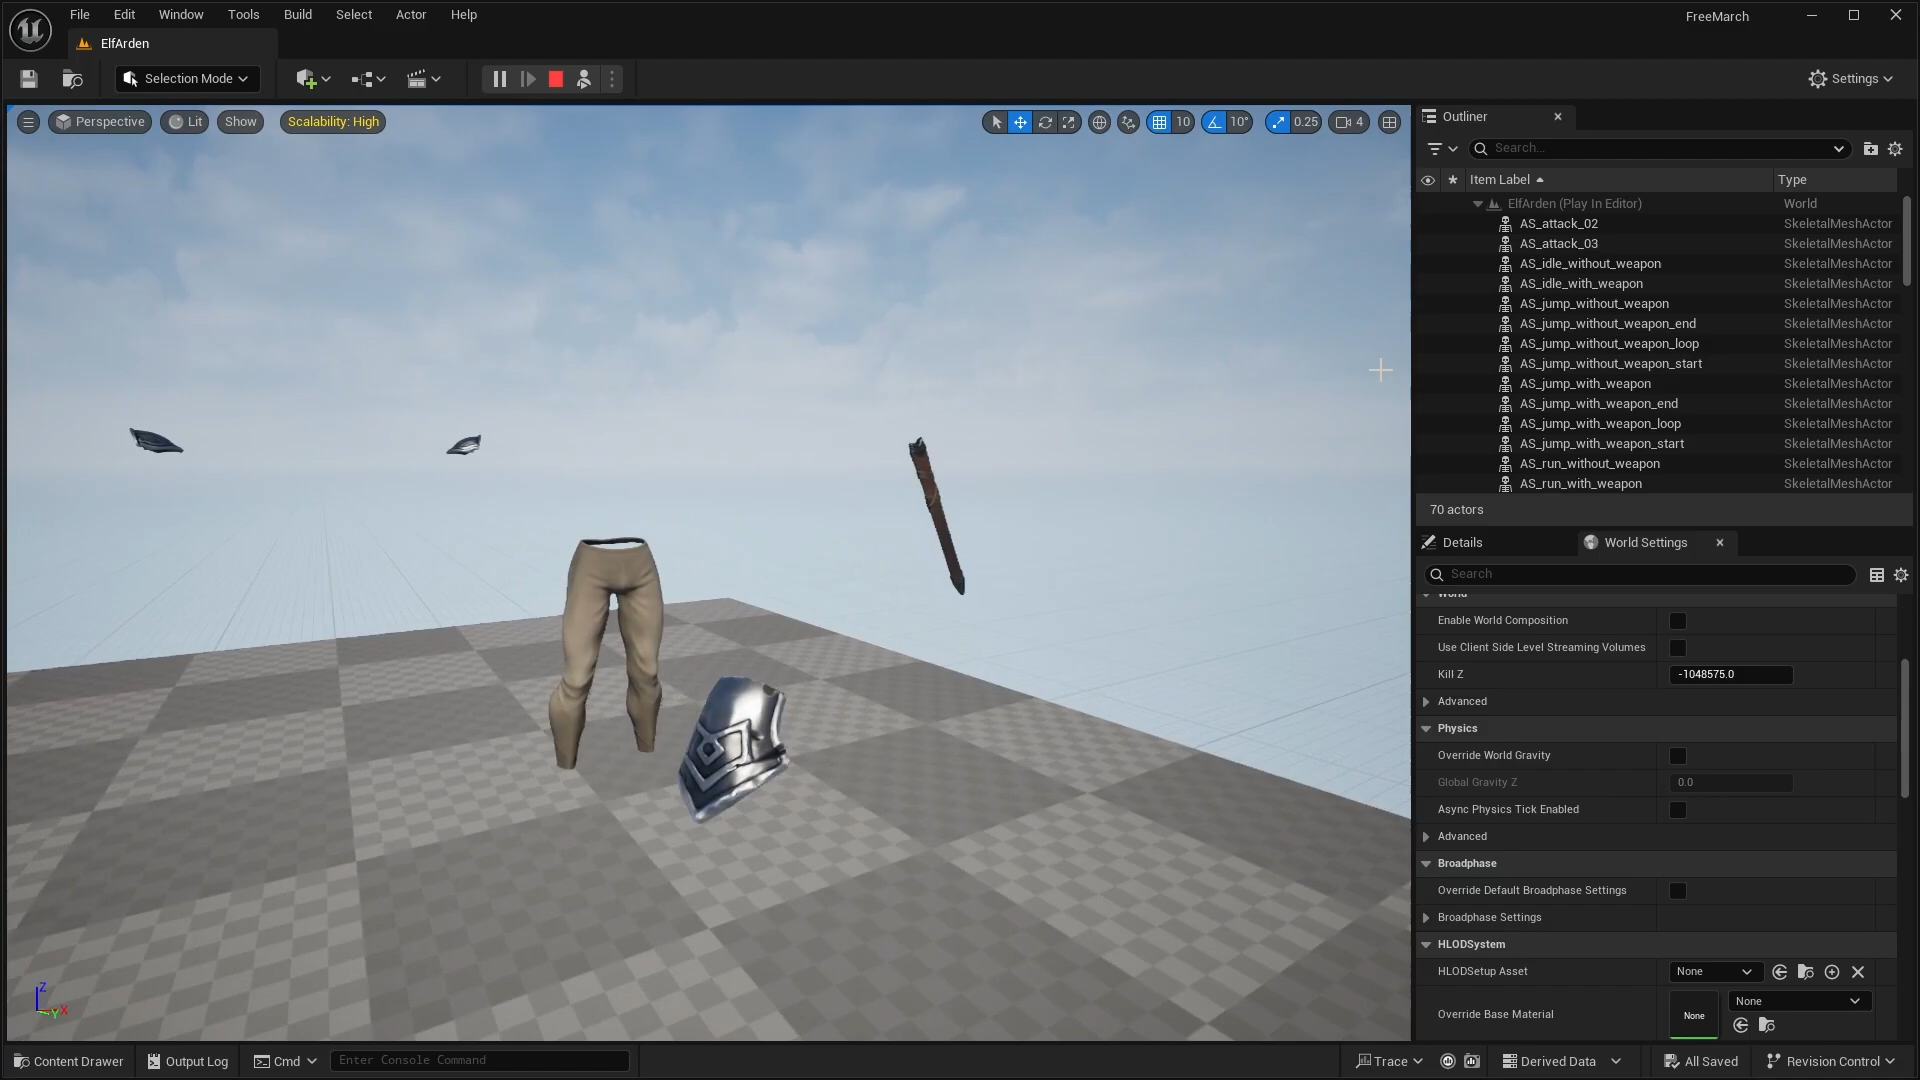 File Edit Window Tools Build Select Actor Help
FreeMarch
ElfArden
Selection Mode
Settings
Perspective Lit Show Scalability: High
10 10° 0.25 4
Outliner
Search...
Item Label Type
ElfArden (Play In Editor) World
AS_attack_02 SkeletalMeshActor
AS_attack_03 SkeletalMeshActor
AS_idle_without_weapon SkeletalMeshActor
AS_idle_with_weapon SkeletalMeshActor
AS_jump_without_weapon SkeletalMeshActor
AS_jump_without_weapon_end SkeletalMeshActor
AS_jump_without_weapon_loop SkeletalMeshActor
AS_jump_without_weapon_start SkeletalMeshActor
AS_jump_with_weapon SkeletalMeshActor
AS_jump_with_weapon_end SkeletalMeshActor
AS_jump_with_weapon_loop SkeletalMeshActor
AS_jump_with_weapon_start SkeletalMeshActor
AS_run_without_weapon SkeletalMeshActor
AS_run_with_weapon SkeletalMeshActor
70 actors
Details World Settings
Search
World
Enable World Composition
Use Client Side Level Streaming Volumes
Kill Z -1048575.0
Advanced
Physics
Override World Gravity
Global Gravity Z 0.0
Async Physics Tick Enabled
Advanced
Broadphase
Override Default Broadphase Settings
Broadphase Settings
HLODSystem
HLODSetup Asset None
Override Base Material None None
Z
Y X
Content Drawer Output Log Cmd Enter Console Command Trace Derived Data All Saved Revision Control